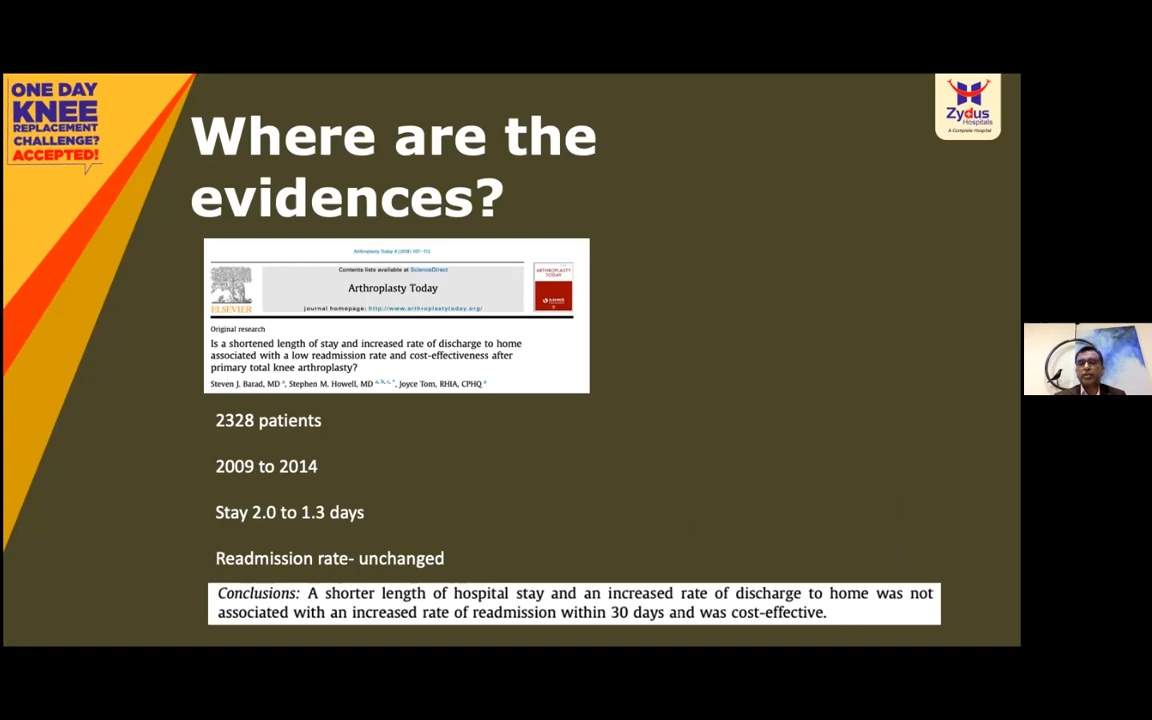 ONE DAY
KNEE
REPLACEMENT
CHALLENGE?
ACCEPTED!
Zydus
Hospitals
A Complete Hospital
Where are the
evidences?
Arthroplasty Today 4 (2018) 107-112
Contents lists available at ScienceDirect
Arthroplasty Today
journal homepage: http://www.arthroplastytoday.org/
ELSEVIER
ARTHROPLASTY
TODAY
Original research
Is a shortened length of stay and increased rate of discharge to home
associated with a low readmission rate and cost-effectiveness after
primary total knee arthroplasty?
Steven J. Barad, MD a, Stephen M. Howell, MD a, b, c, *, Joyce Tom, RHIA, CPHQ a
2328 patients
2009 to 2014
Stay 2.0 to 1.3 days
Readmission rate- unchanged
Conclusions: A shorter length of hospital stay and an increased rate of discharge to home was not
associated with an increased rate of readmission within 30 days and was cost-effective.